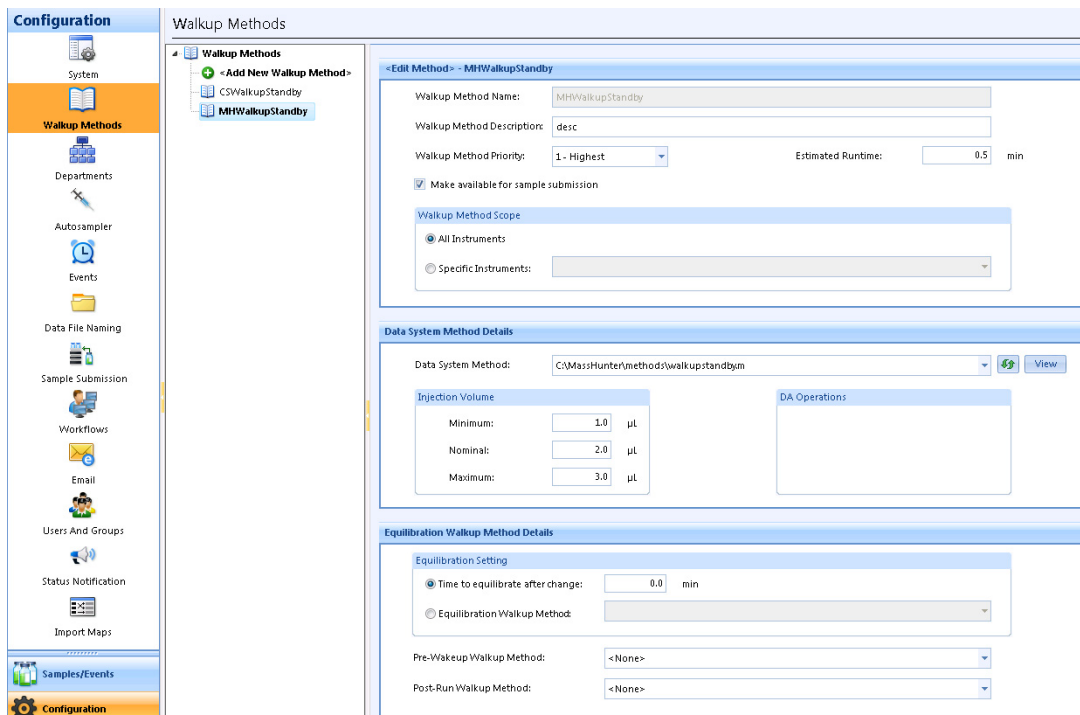 Configuration
System
Walkup Methods
Departments
Autosampler
Events
Data File Naming
Sample Submission
Workflows
Email
Users And Groups
Status Notification
Import Maps
Samples/Events
Configuration
Walkup Methods
Walkup Methods
<Add New Walkup Method>
CSWalkupStandby
MHWalkupStandby
<Edit Method> - MHWalkupStandby
Walkup Method Name: MHWalkupStandby
Walkup Method Description: desc
Walkup Method Priority: 1 - Highest Estimated Runtime: 0.5 min
Make available for sample submission
Walkup Method Scope
All Instruments
Specific Instruments:
Data System Method Details
Data System Method: C:\MassHunter\methods\walkupstandby.m View
Injection Volume DA Operations
Minimum: 1.0 µL
Nominal: 2.0 µL
Maximum: 3.0 µL
Equilibration Walkup Method Details
Equilibration Setting
Time to equilibrate after change: 0.0 min
Equilibration Walkup Method:
Pre-Wakeup Walkup Method: <None>
Post-Run Walkup Method: <None>